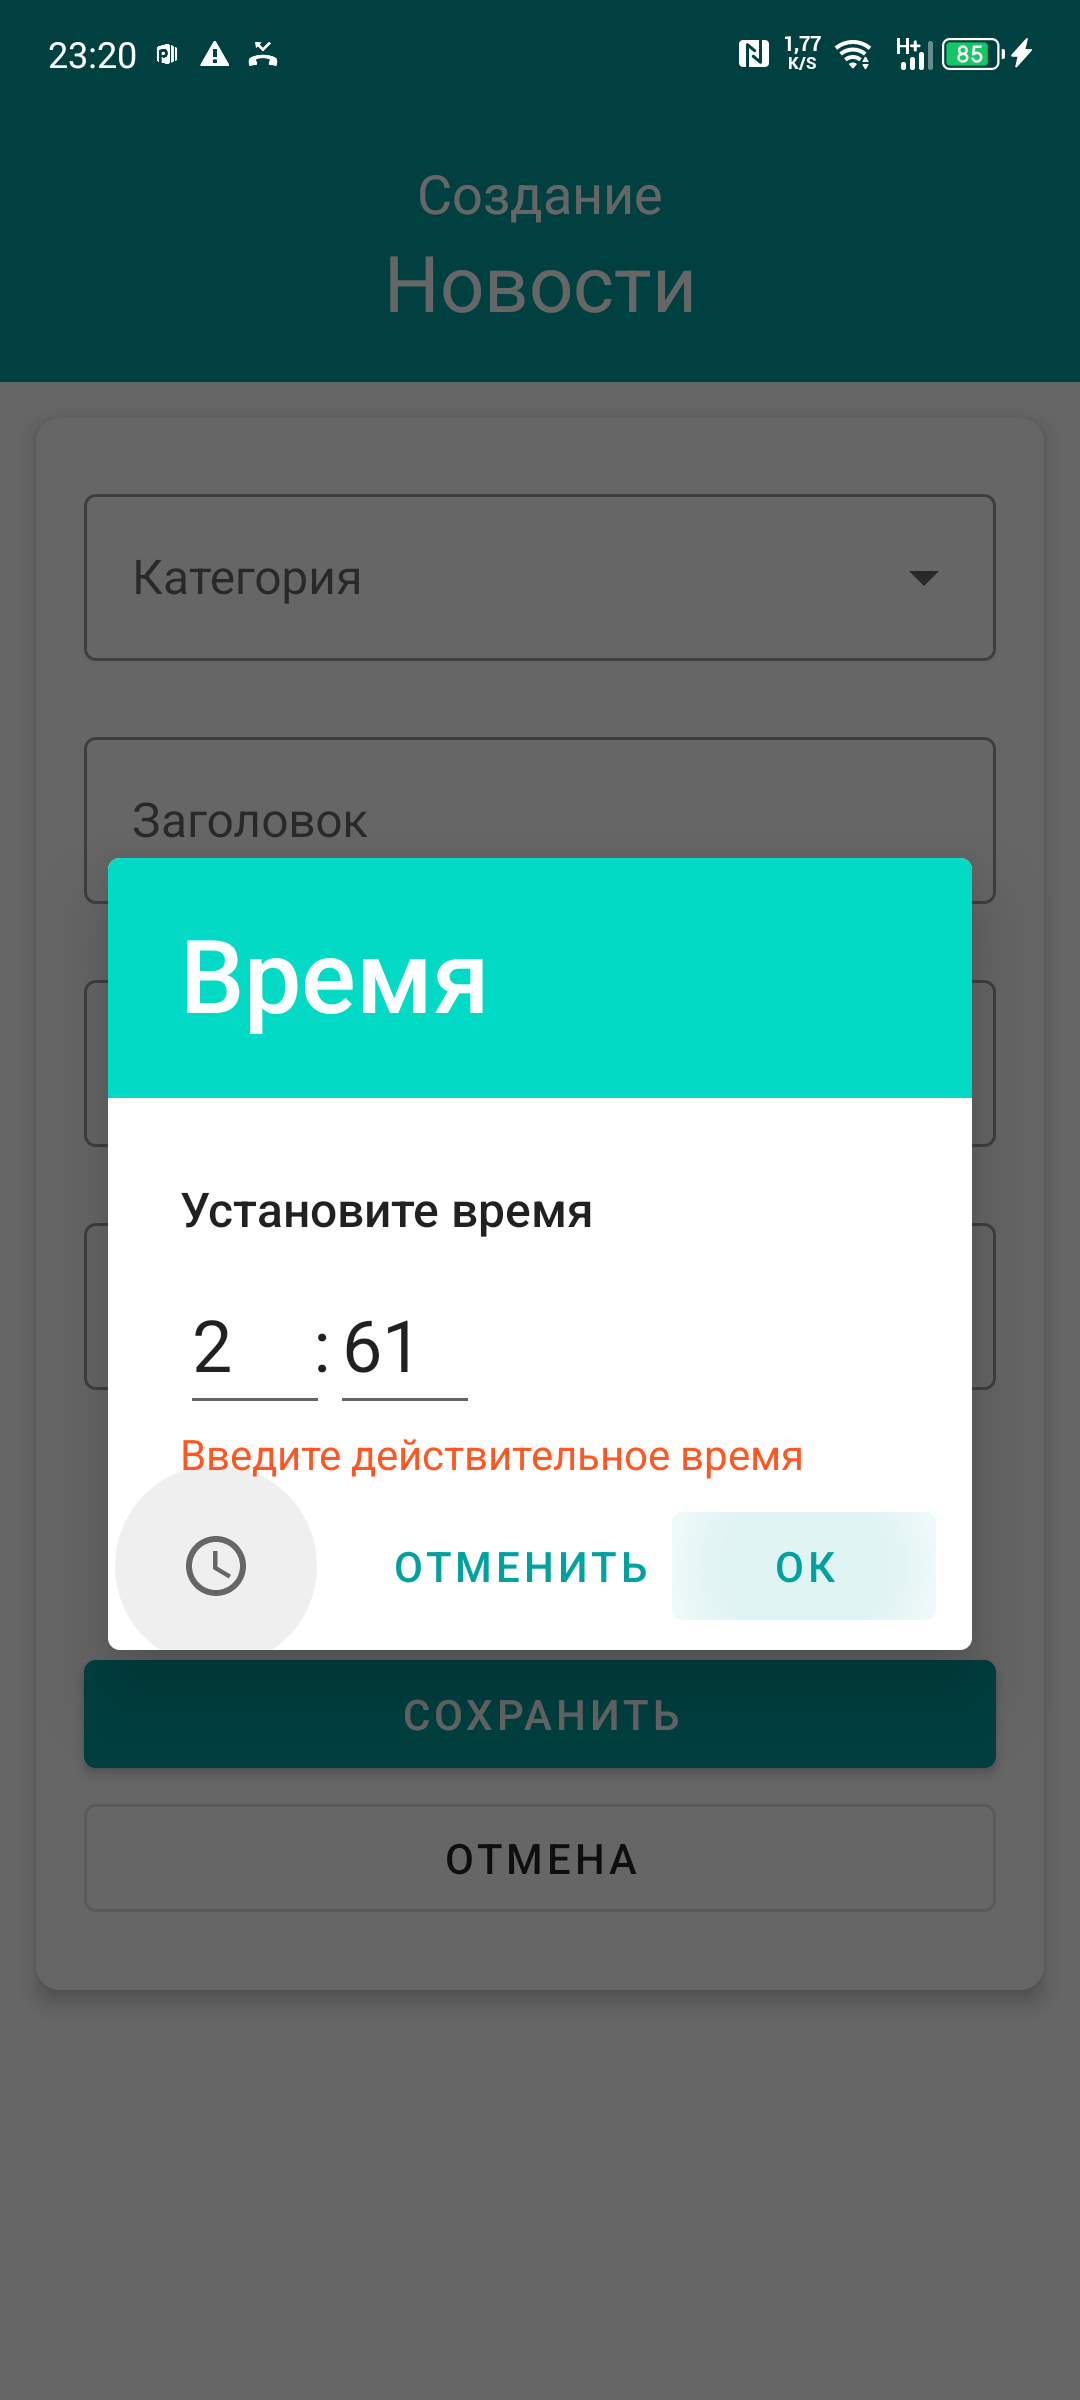 23:20
1,77
K/S
H+
85
Создание
Новости
Категория
Заголовок
Время
Установите время
2 : 61
Введите действительное время
ОТМЕНИТЬ
ОК
СОХРАНИТЬ
ОТМЕНА